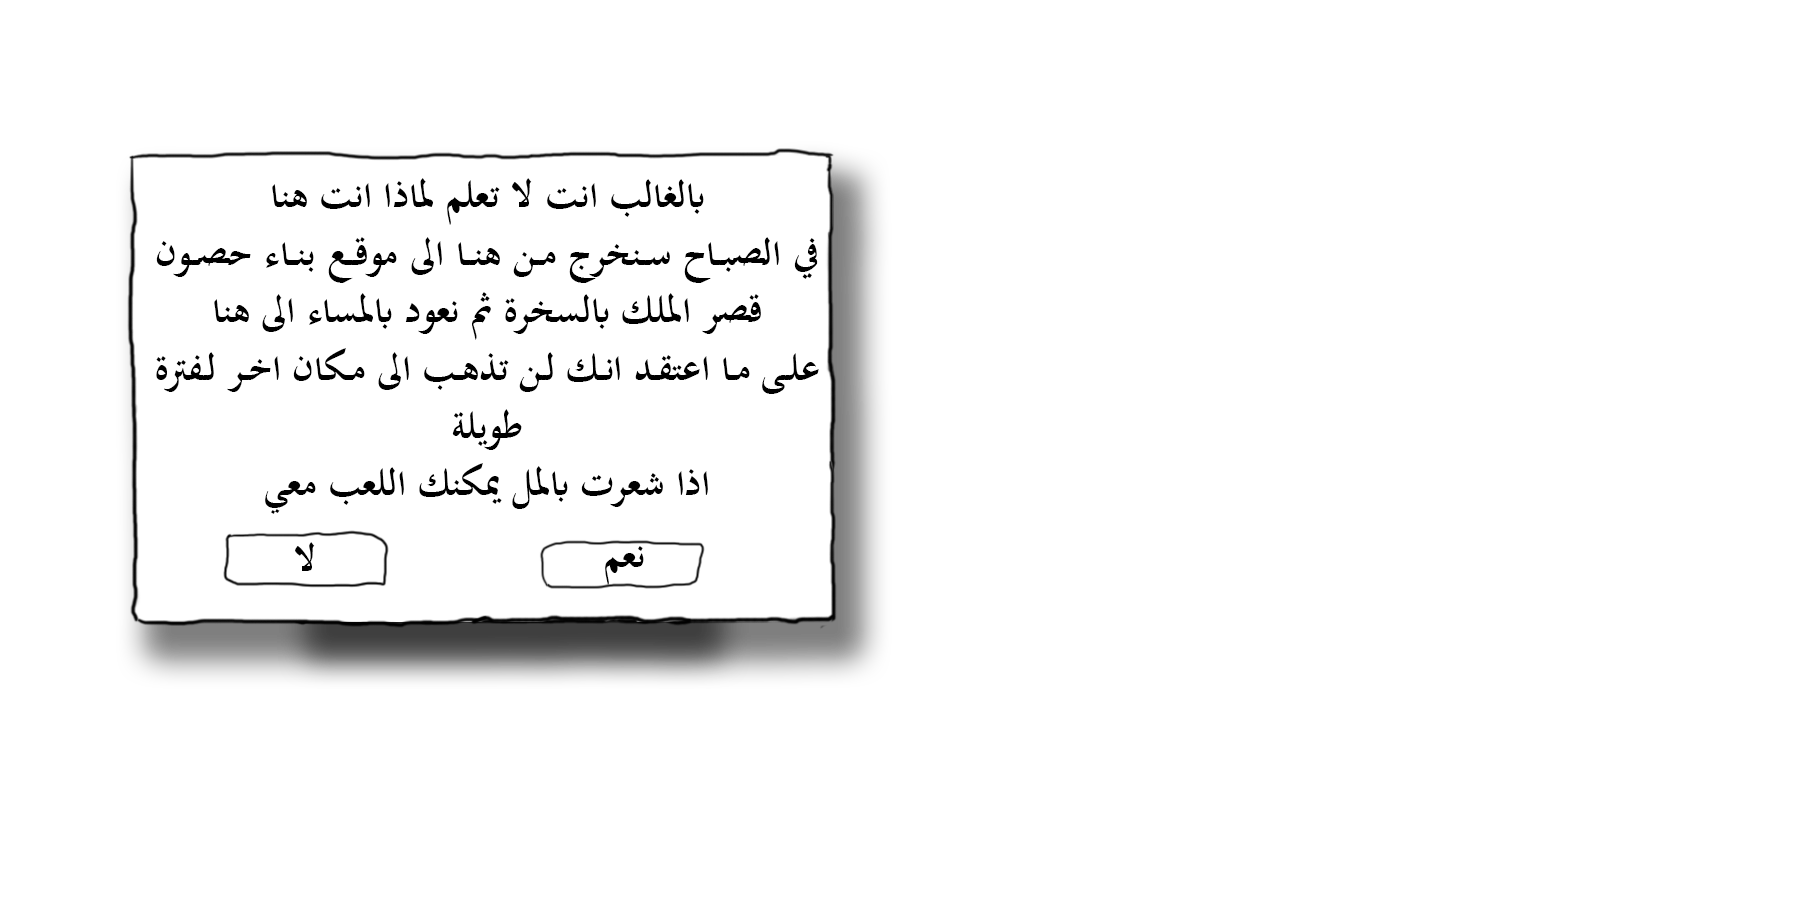 بالغالب انت لا تعلم لماذا انت هنا
في الصباح سنخرج من هنا الى موقع بناء حصون
قصر الملك بالسخرة ثم نعود بالمساء الى هنا
على ما اعتقد انك لن تذهب الى مكان اخر لفترة
طويلة
اذا شعرت بالمل يمكنك اللعب معي
نعم
لا